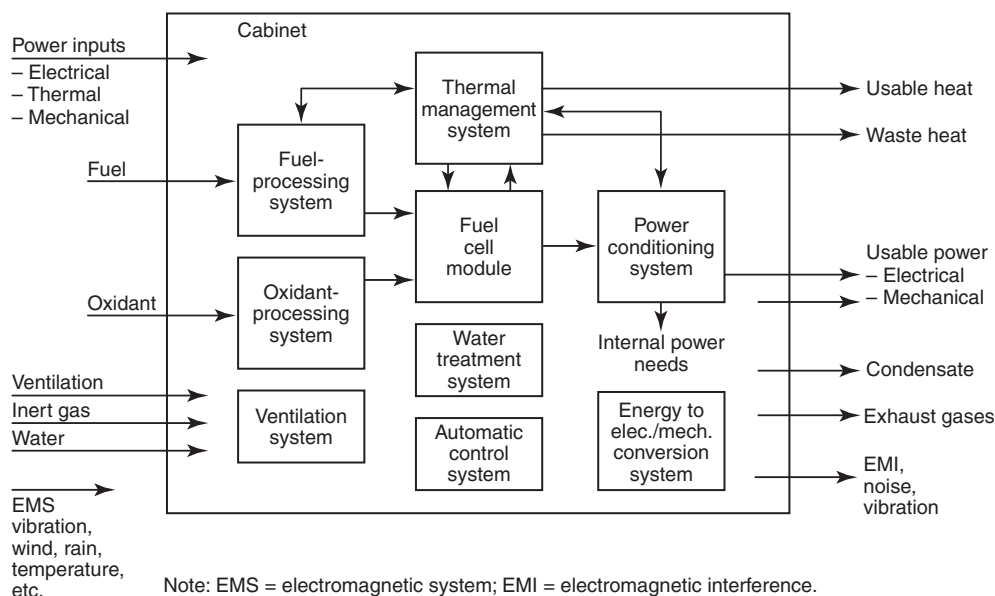 Cabinet
Power inputs
– Electrical
– Thermal
– Mechanical
Fuel
Oxidant
Ventilation
Inert gas
Water
EMS
vibration,
wind, rain,
temperature,
etc.
Fuel-
processing
system
Oxidant-
processing
system
Ventilation
system
Thermal
management
system
Fuel
cell
module
Water
treatment
system
Automatic
control
system
Power
conditioning
system
Internal power
needs
Energy to
elec./mech.
conversion
system
Usable heat
Waste heat
Usable power
– Electrical
– Mechanical
Condensate
Exhaust gases
EMI,
noise,
vibration
Note: EMS = electromagnetic system; EMI = electromagnetic interference.